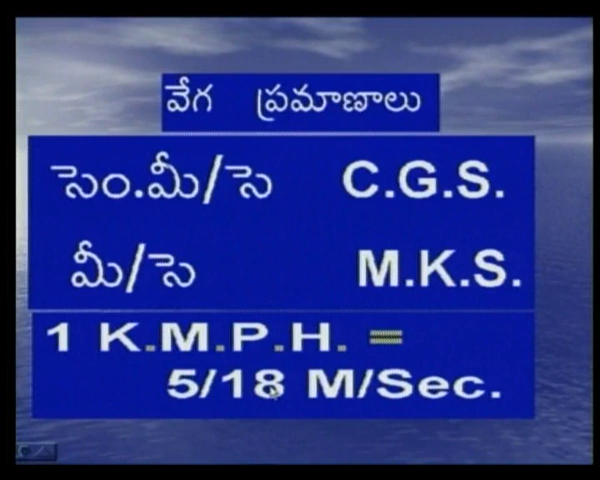 వేగ ప్రమాణాలు
సెం.మీ/సె C.G.S.
మీ/సె M.K.S.
1 K.M.P.H. =
5/18 M/Sec.